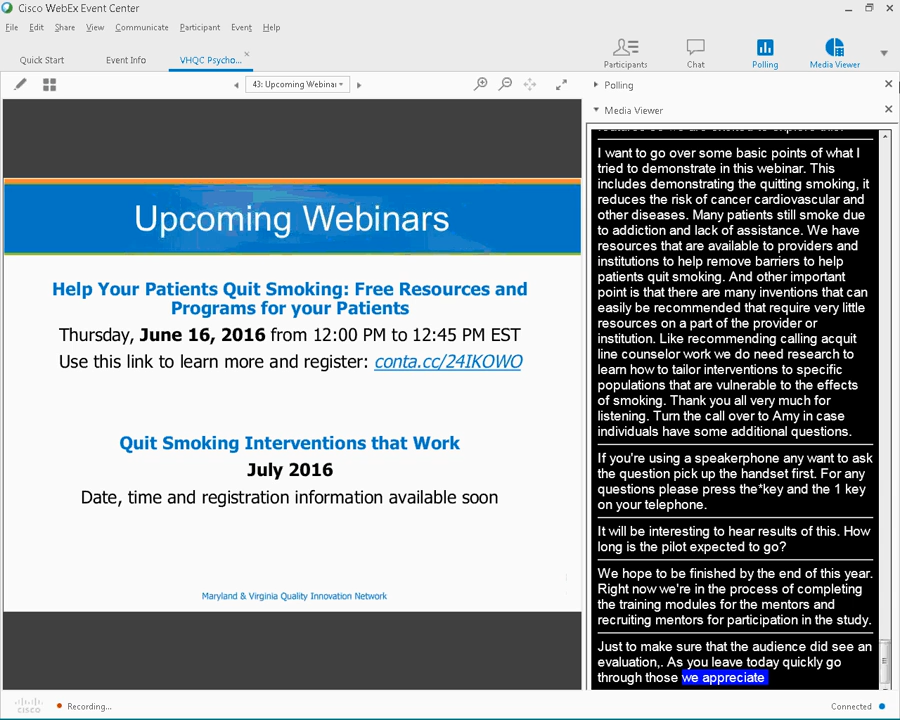 Cisco WebEx Event Center
File Edit Share View Communicate Participant Event Help
Quick Start Event Info VHQC Psycho...
Participants Chat Polling Media Viewer
43: Upcoming Webinar
Polling
Media Viewer
Upcoming Webinars
Help Your Patients Quit Smoking: Free Resources and
Programs for your Patients
Thursday, June 16, 2016 from 12:00 PM to 12:45 PM EST
Use this link to learn more and register: conta.cc/24IKOWO
Quit Smoking Interventions that Work
July 2016
Date, time and registration information available soon
Maryland & Virginia Quality Innovation Network
I want to go over some basic points of what I
tried to demonstrate in this webinar. This
includes demonstrating the quitting smoking, it
reduces the risk of cancer cardiovascular and
other diseases. Many patients still smoke due
to addiction and lack of assistance. We have
resources that are available to providers and
institutions to help remove barriers to help
patients quit smoking. And other important
point is that there are many inventions that can
easily be recommended that require very little
resources on a part of the provider or
institution. Like recommending calling acquit
line counselor work we do need research to
learn how to tailor interventions to specific
populations that are vulnerable to the effects
of smoking. Thank you all very much for
listening. Turn the call over to Amy in case
individuals have some additional questions.
If you're using a speakerphone any want to ask
the question pick up the handset first. For any
questions please press the*key and the 1 key
on your telephone.
It will be interesting to hear results of this. How
long is the pilot expected to go?
We hope to be finished by the end of this year.
Right now we're in the process of completing
the training modules for the mentors and
recruiting mentors for participation in the study.
Just to make sure that the audience did see an
evaluation,. As you leave today quickly go
through those we appreciate
cisco
Recording...
Connected